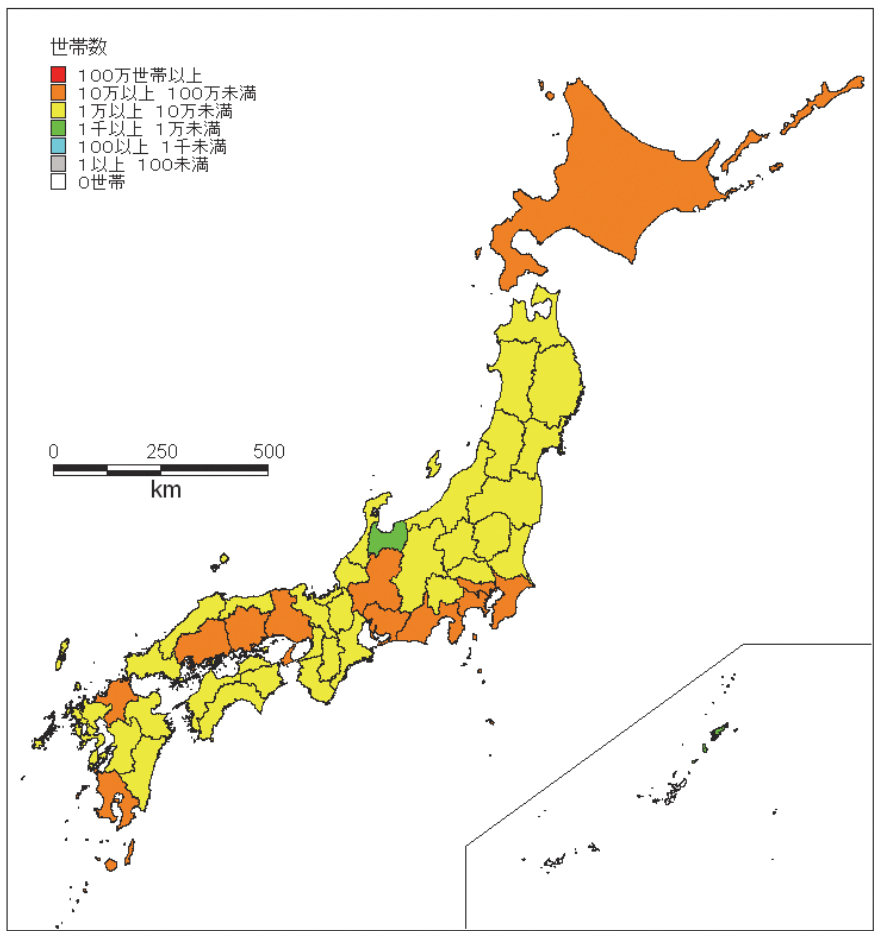 世帯数
100万世帯以上
10万以上 100万未満
1万以上 10万未満
1千以上 1万未満
100以上 1千未満
1以上 100未満
0世帯
0 250 500
km